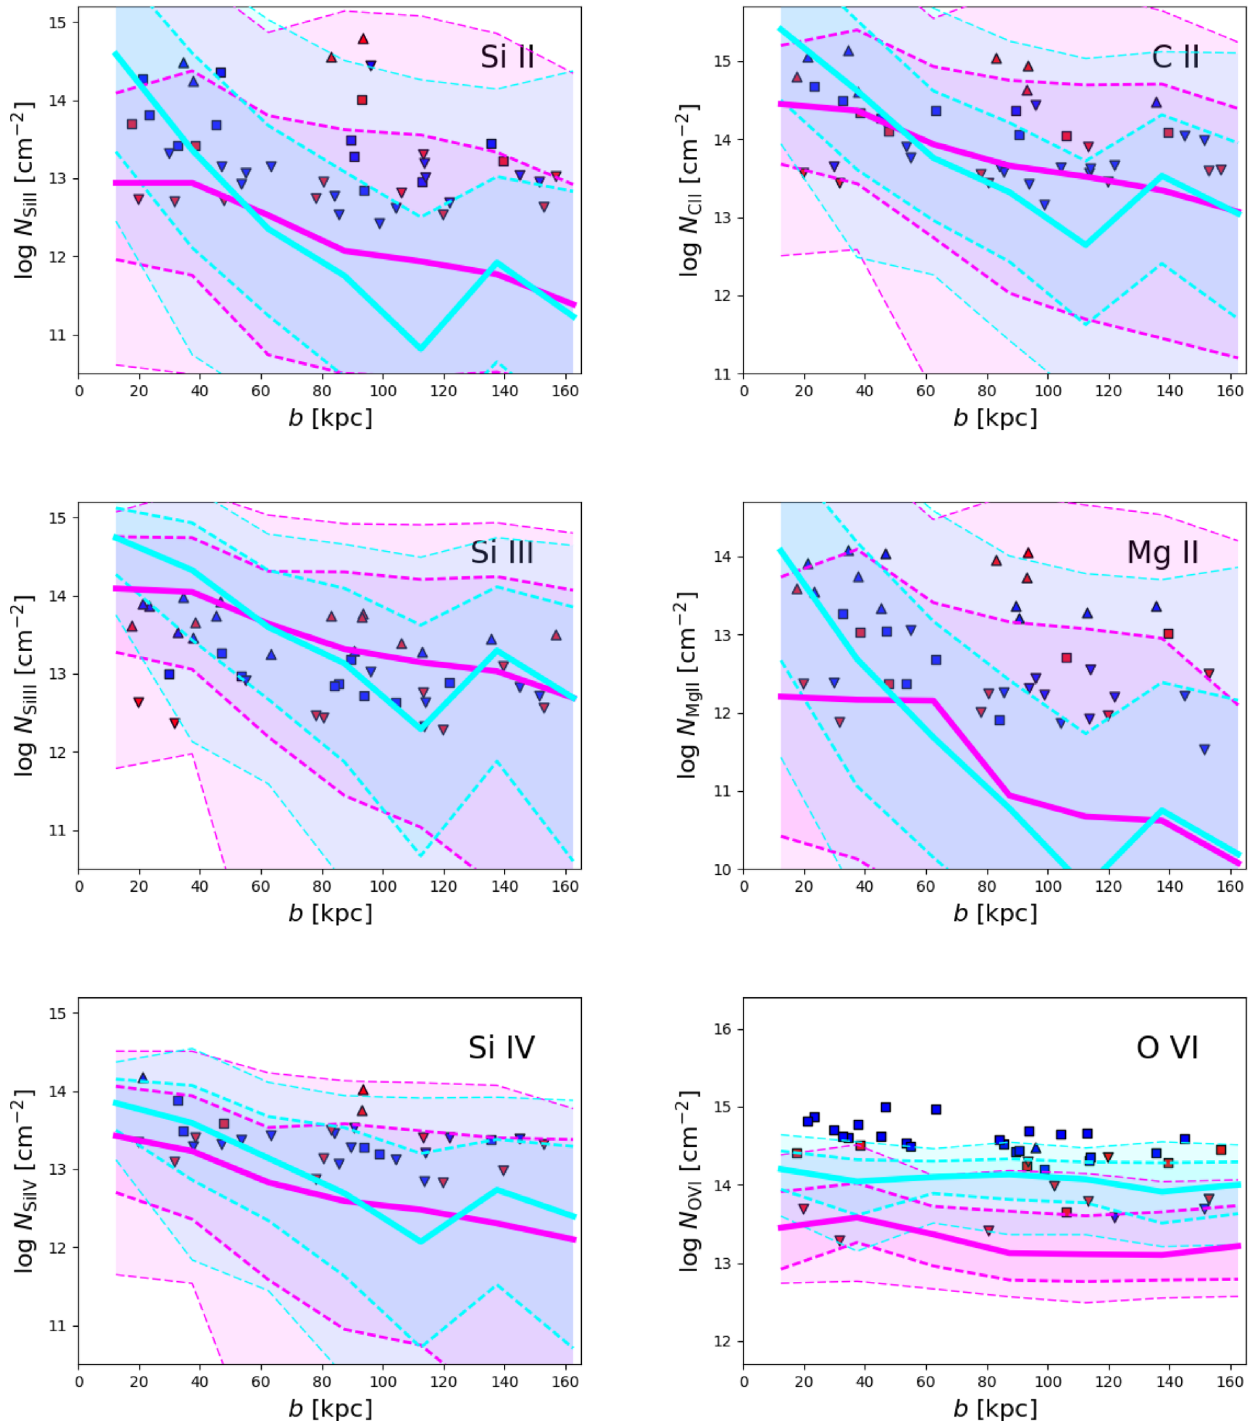 15
14
13
12
11
log N_SiII [cm⁻²]
Si II
0 20 40 60 80 100 120 140 160
b [kpc]
15
14
13
12
11
log N_CII [cm⁻²]
C II
0 20 40 60 80 100 120 140 160
b [kpc]
15
14
13
12
11
log N_SiIII [cm⁻²]
Si III
0 20 40 60 80 100 120 140 160
b [kpc]
14
13
12
11
10
log N_MgII [cm⁻²]
Mg II
0 20 40 60 80 100 120 140 160
b [kpc]
15
14
13
12
11
log N_SiIV [cm⁻²]
Si IV
0 20 40 60 80 100 120 140 160
b [kpc]
16
15
14
13
12
log N_OVI [cm⁻²]
O VI
0 20 40 60 80 100 120 140 160
b [kpc]